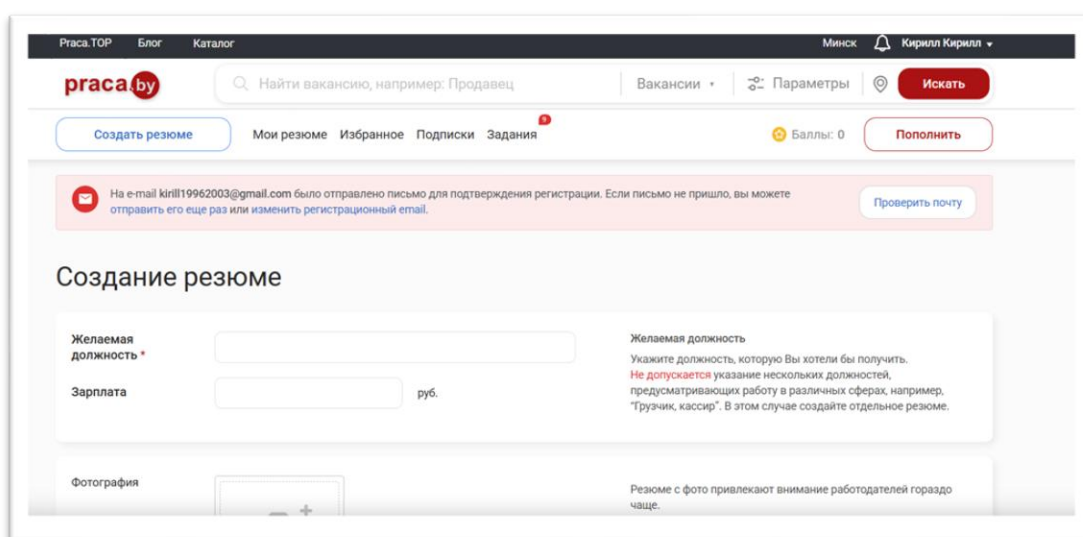 Praca.TOP Блог Каталог Минск Кирилл Кирилл
praca.by Найти вакансию, например: Продавец Вакансии Параметры Искать
Создать резюме Мои резюме Избранное Подписки Задания Баллы: 0 Пополнить
На e-mail kirill19962003@gmail.com было отправлено письмо для подтверждения регистрации. Если письмо не пришло, вы можете
отправить его еще раз или изменить регистрационный email.
Проверить почту
Создание резюме
Желаемая
должность *
Зарплата руб.
Желаемая должность
Укажите должность, которую Вы хотели бы получить.
Не допускается указание нескольких должностей,
предусматривающих работу в различных сферах, например,
"Грузчик, кассир". В этом случае создайте отдельное резюме.
Фотография
Резюме с фото привлекают внимание работодателей гораздо
чаще.